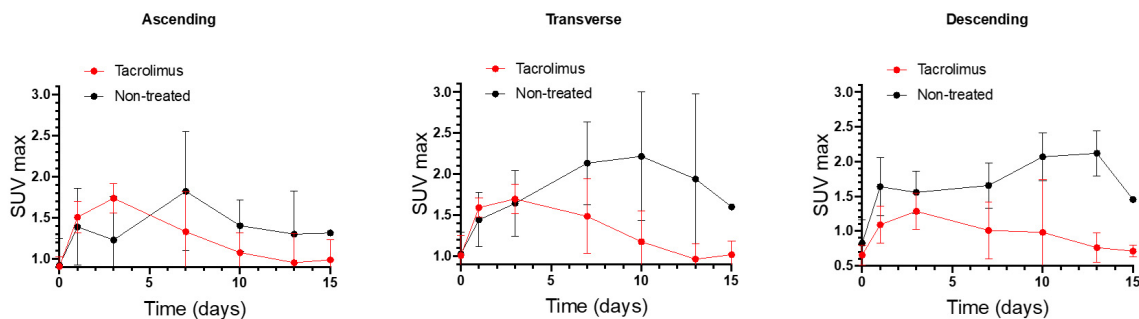 Ascending
Tacrolimus
Non-treated
SUV max
3.0
2.5
2.0
1.5
1.0
0 5 10 15
Time (days)
Transverse
Tacrolimus
Non-treated
SUV max
3.0
2.5
2.0
1.5
1.0
0 5 10 15
Time (days)
Descending
Tacrolimus
Non-treated
SUV max
3.0
2.5
2.0
1.5
1.0
0.5
0 5 10 15
Time (days)